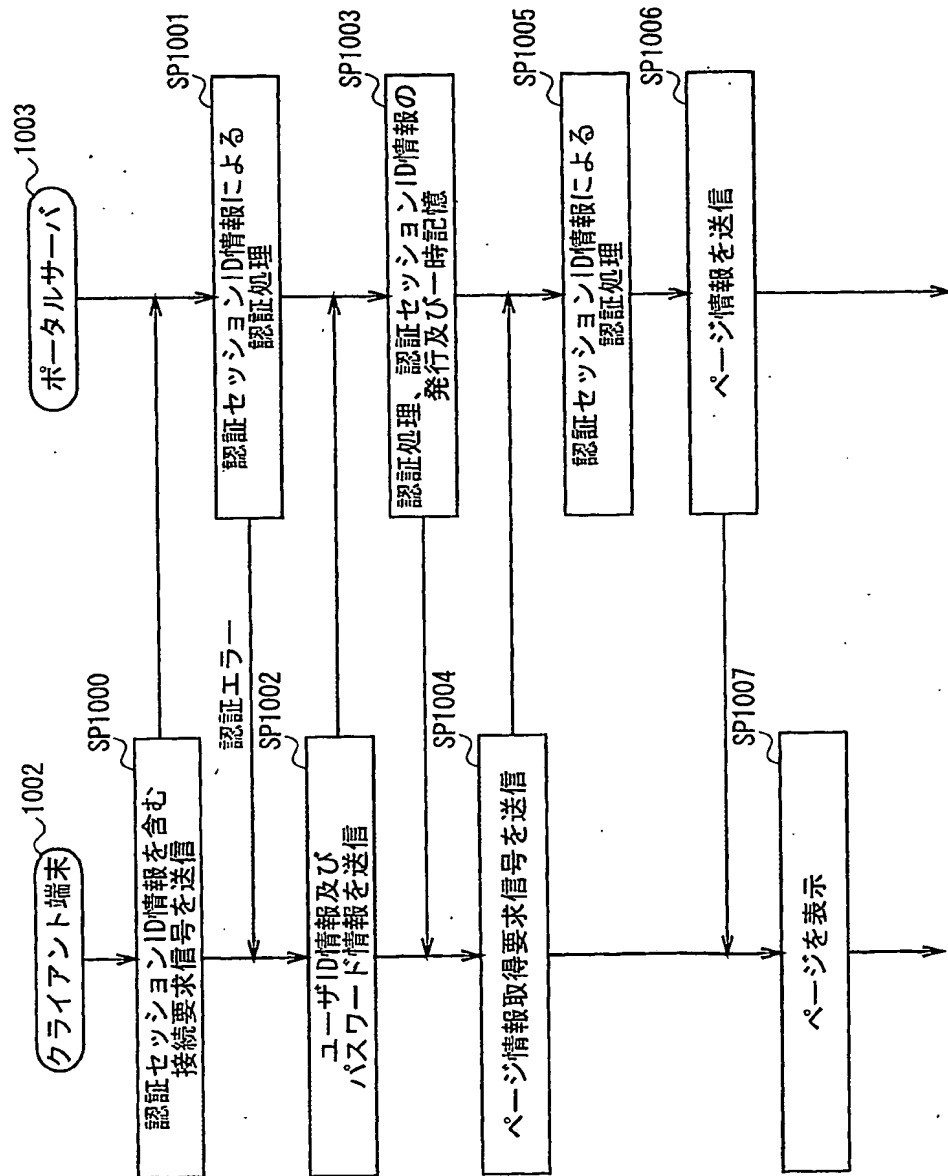 クライアント端末
1002
ポータルサーバ
1003
SP1000
認証セッションID情報を含む
接続要求信号を送信
SP1001
認証セッションID情報による
認証処理
認証エラー
SP1002
ユーザID情報及び
パスワード情報を送信
SP1003
認証処理、認証セッションID情報の
発行及び一時記憶
SP1004
ページ情報取得要求信号を送信
SP1005
認証セッションID情報による
認証処理
SP1006
ページ情報を送信
SP1007
ページを表示